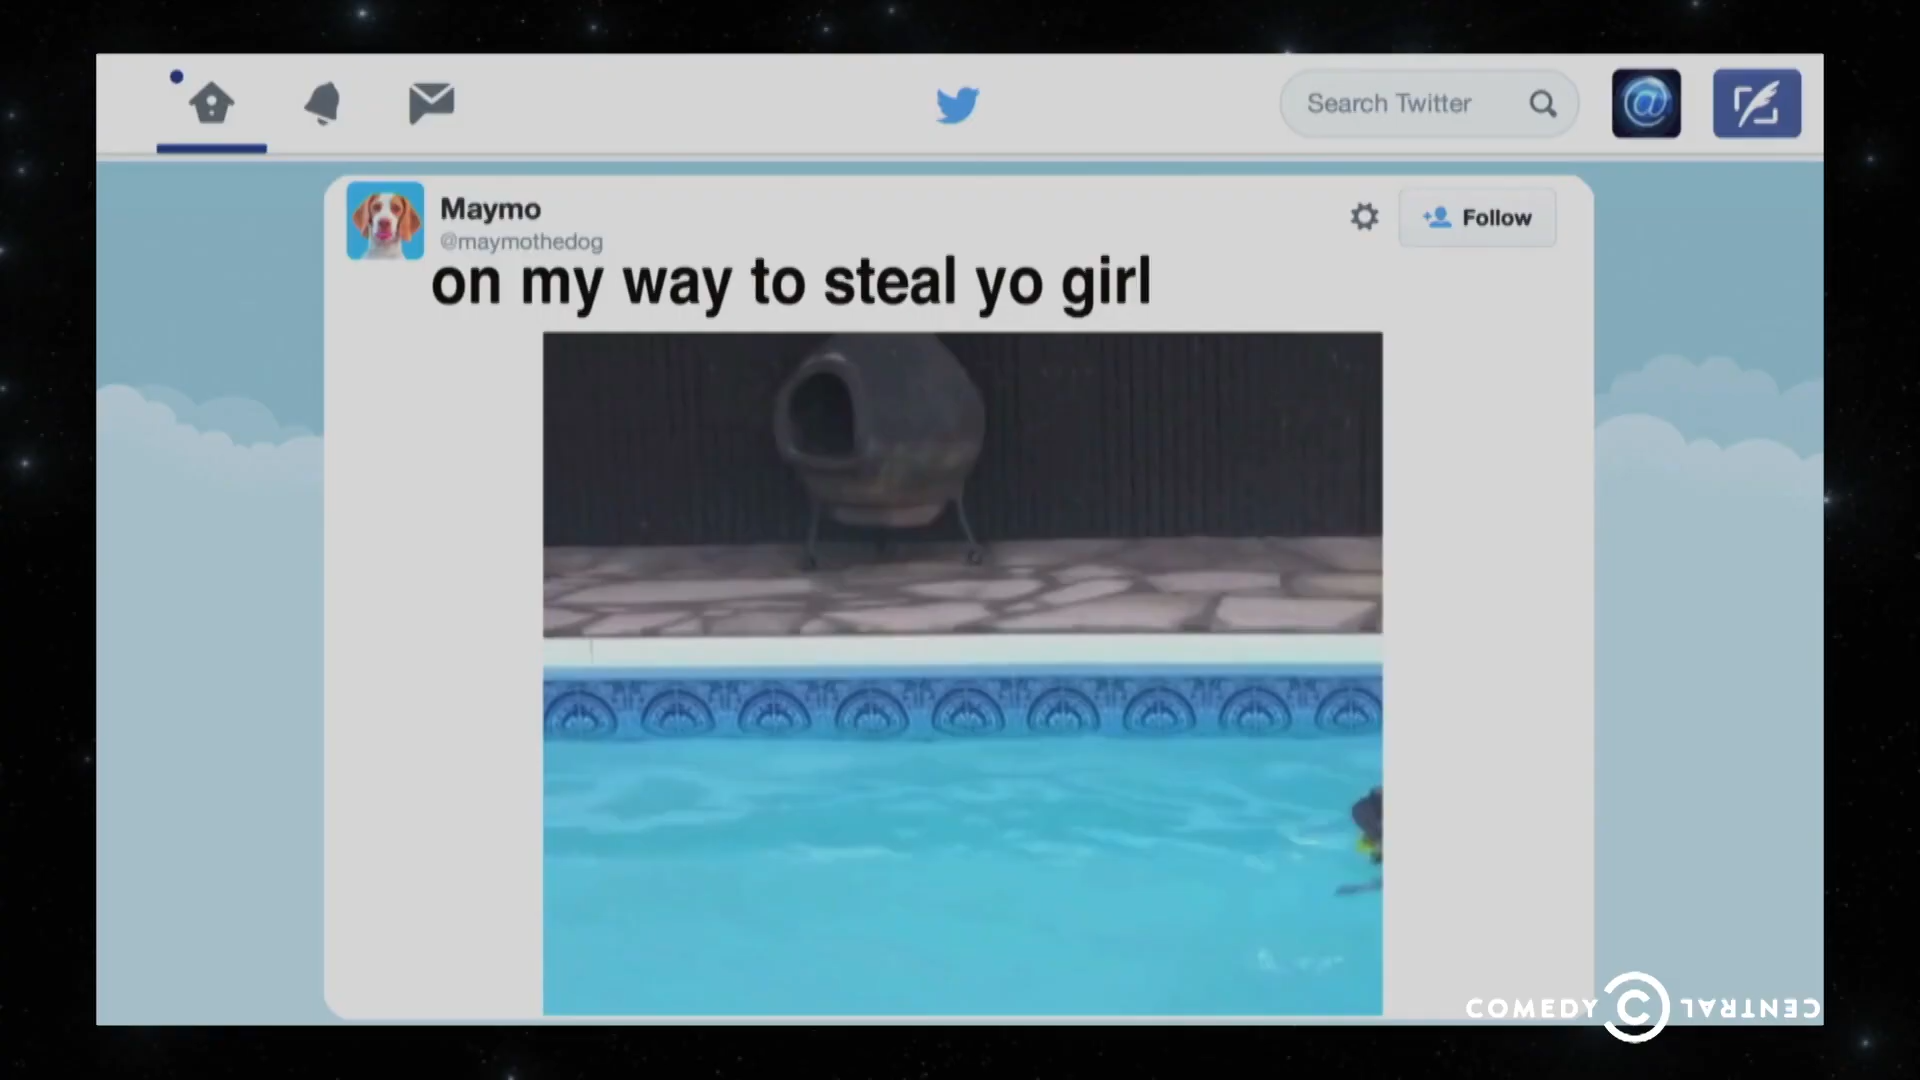 Search Twitter
Maymo
@maymothedog
Follow
on my way to steal yo girl
COMEDY CENTRAL